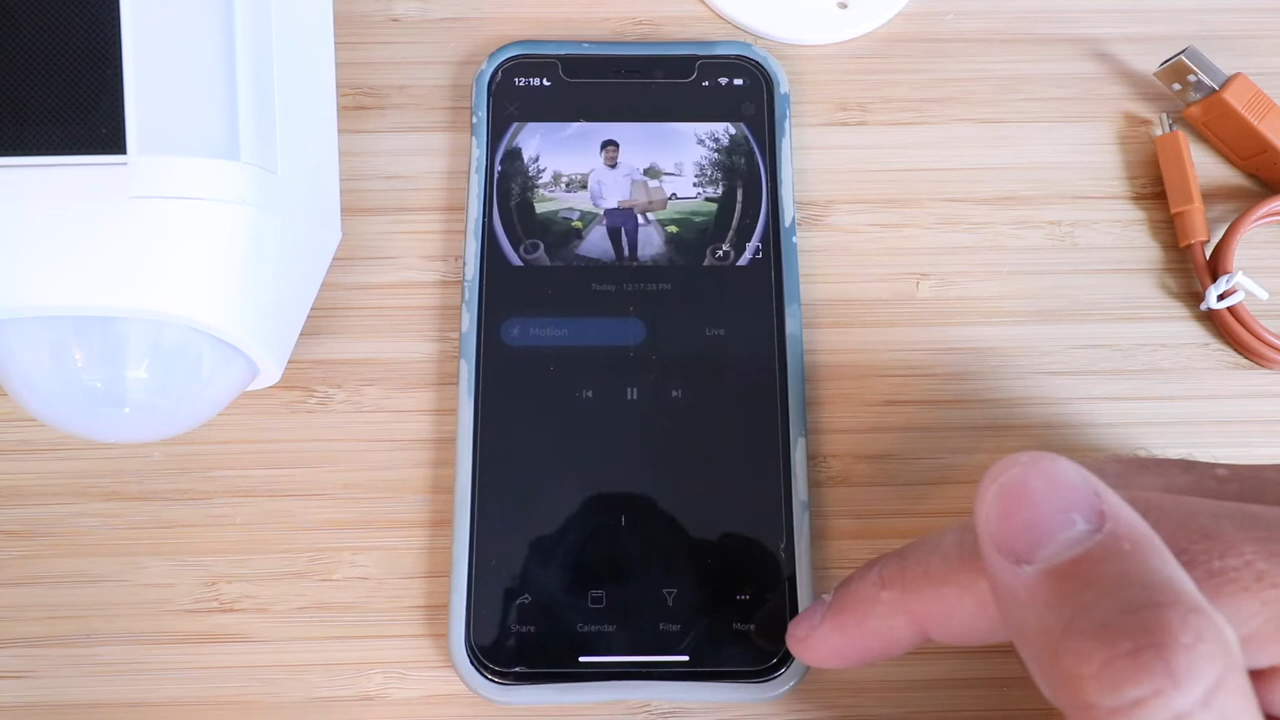 12:18
Today · 12:17:38 PM
Motion
Live
Share
Calendar
Filter
More